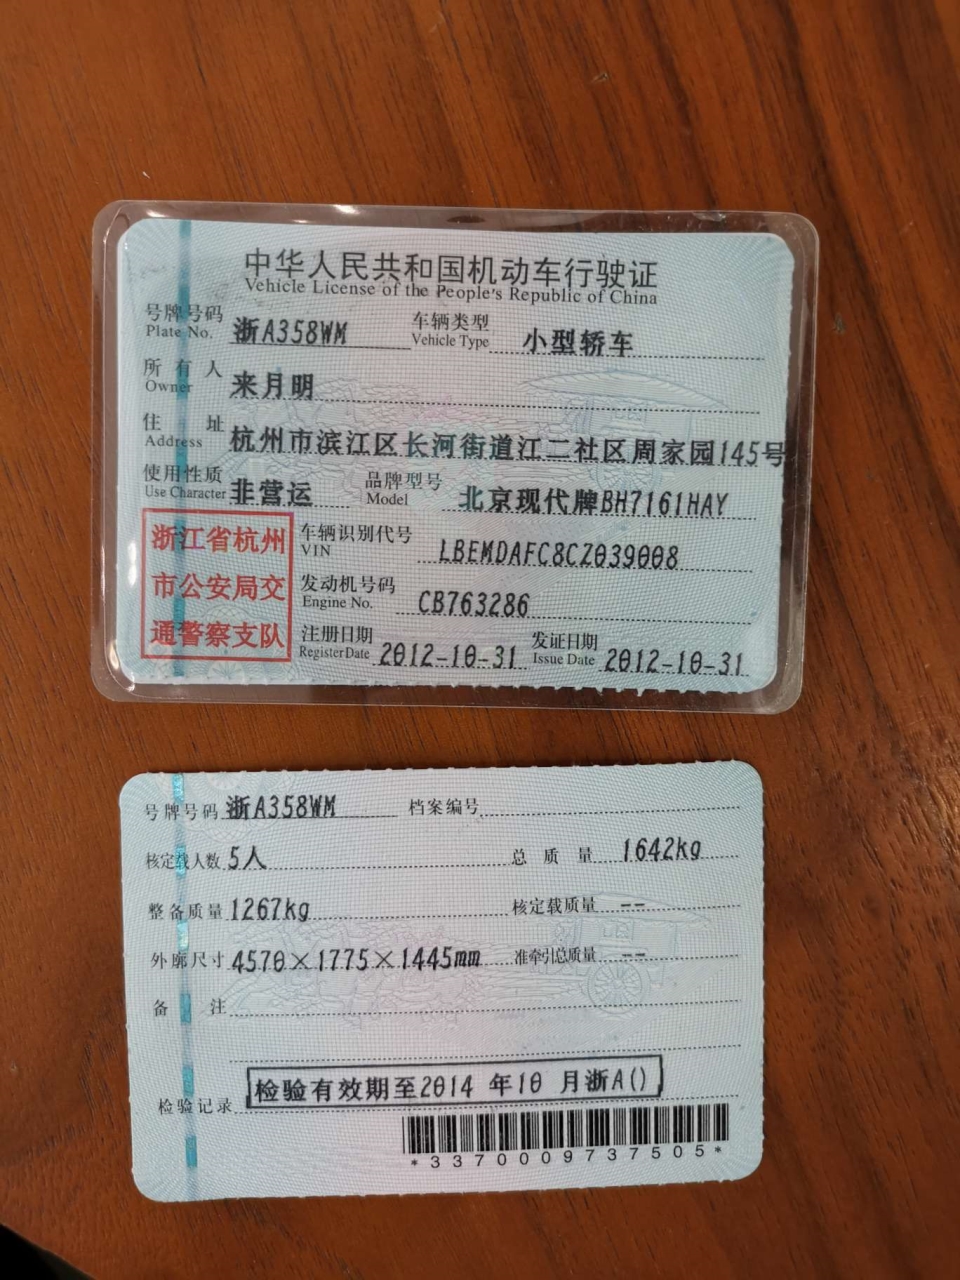 中华人民共和国机动车行驶证
Vehicle License of the People's Republic of China
号牌号码 浙A358WM 车辆类型 小型轿车
Plate No. Vehicle Type
所有人 来月明
Owner
住址 杭州市滨江区长河街道江二社区周家园145号
Address
使用性质 非营运 品牌型号 北京现代牌BH7161HAY
Use Character Model
浙江省杭州
市公安局交
通警察支队
车辆识别代号 LBEMDAFC8CZ039008
VIN
发动机号码 CB763286
Engine No.
注册日期 2012-10-31 发证日期 2012-10-31
Register Date Issue Date
号牌号码 浙A358WM 档案编号
核定载人数 5人 总质量 1642kg
整备质量 1267kg 核定载质量 --
外廓尺寸 4570×1775×1445mm 准牵引总质量 --
备注
检验记录 检验有效期至2014 年10 月浙A()
*3370009737505*